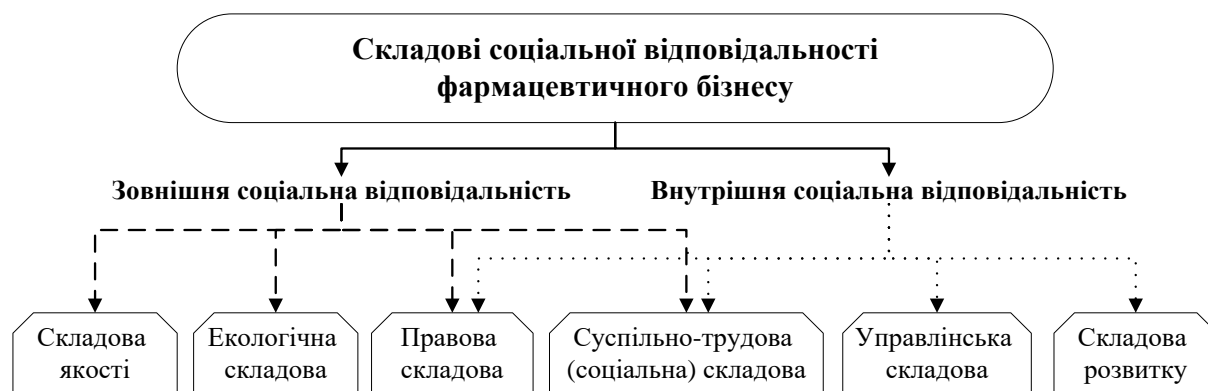 Складові соціальної відповідальності
фармацевтичного бізнесу
Зовнішня соціальна відповідальність
Внутрішня соціальна відповідальність
Складова
якості
Екологічна
складова
Правова
складова
Суспільно-трудова
(соціальна) складова
Управлінська
складова
Складова
розвитку